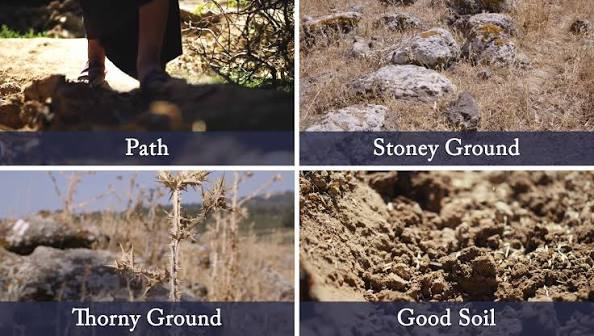 Path
Stoney Ground
Thorny Ground
Good Soil